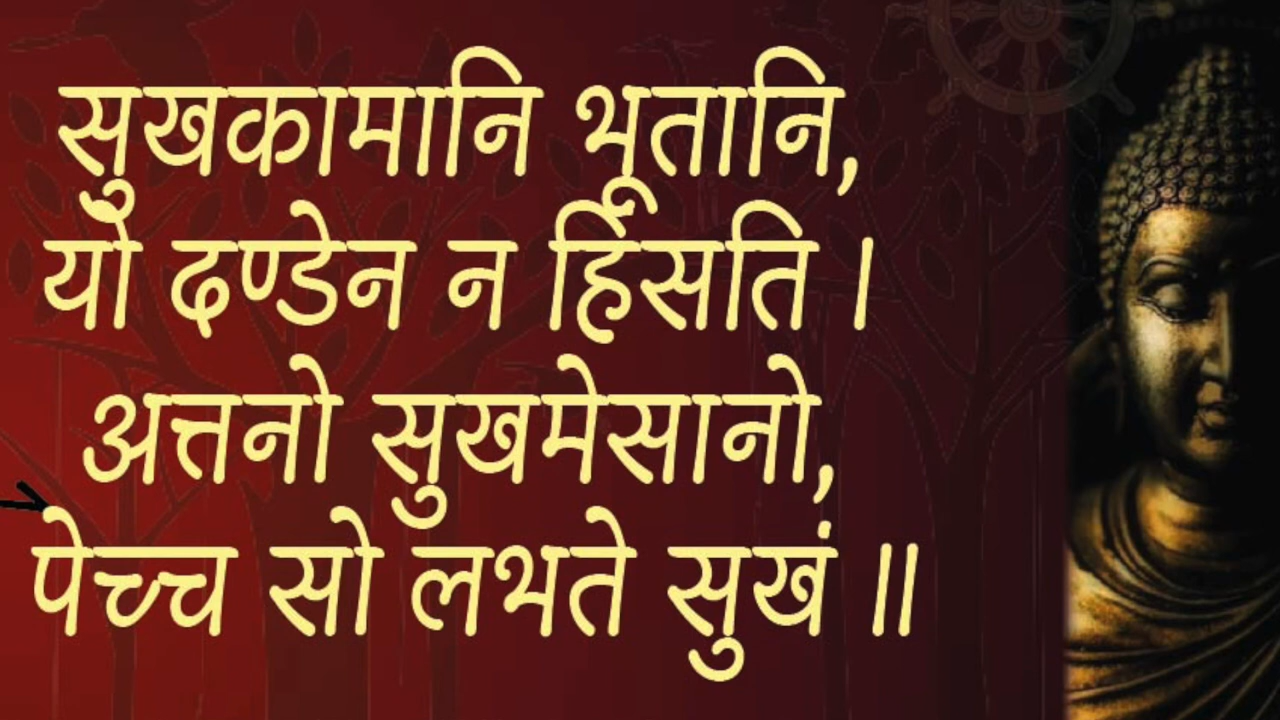 सुखकामानि भूतानि,
यो दण्डेन न हिंसति ।
अत्तनो सुखमेसानो,
पेच्च सो लभते सुखं ॥